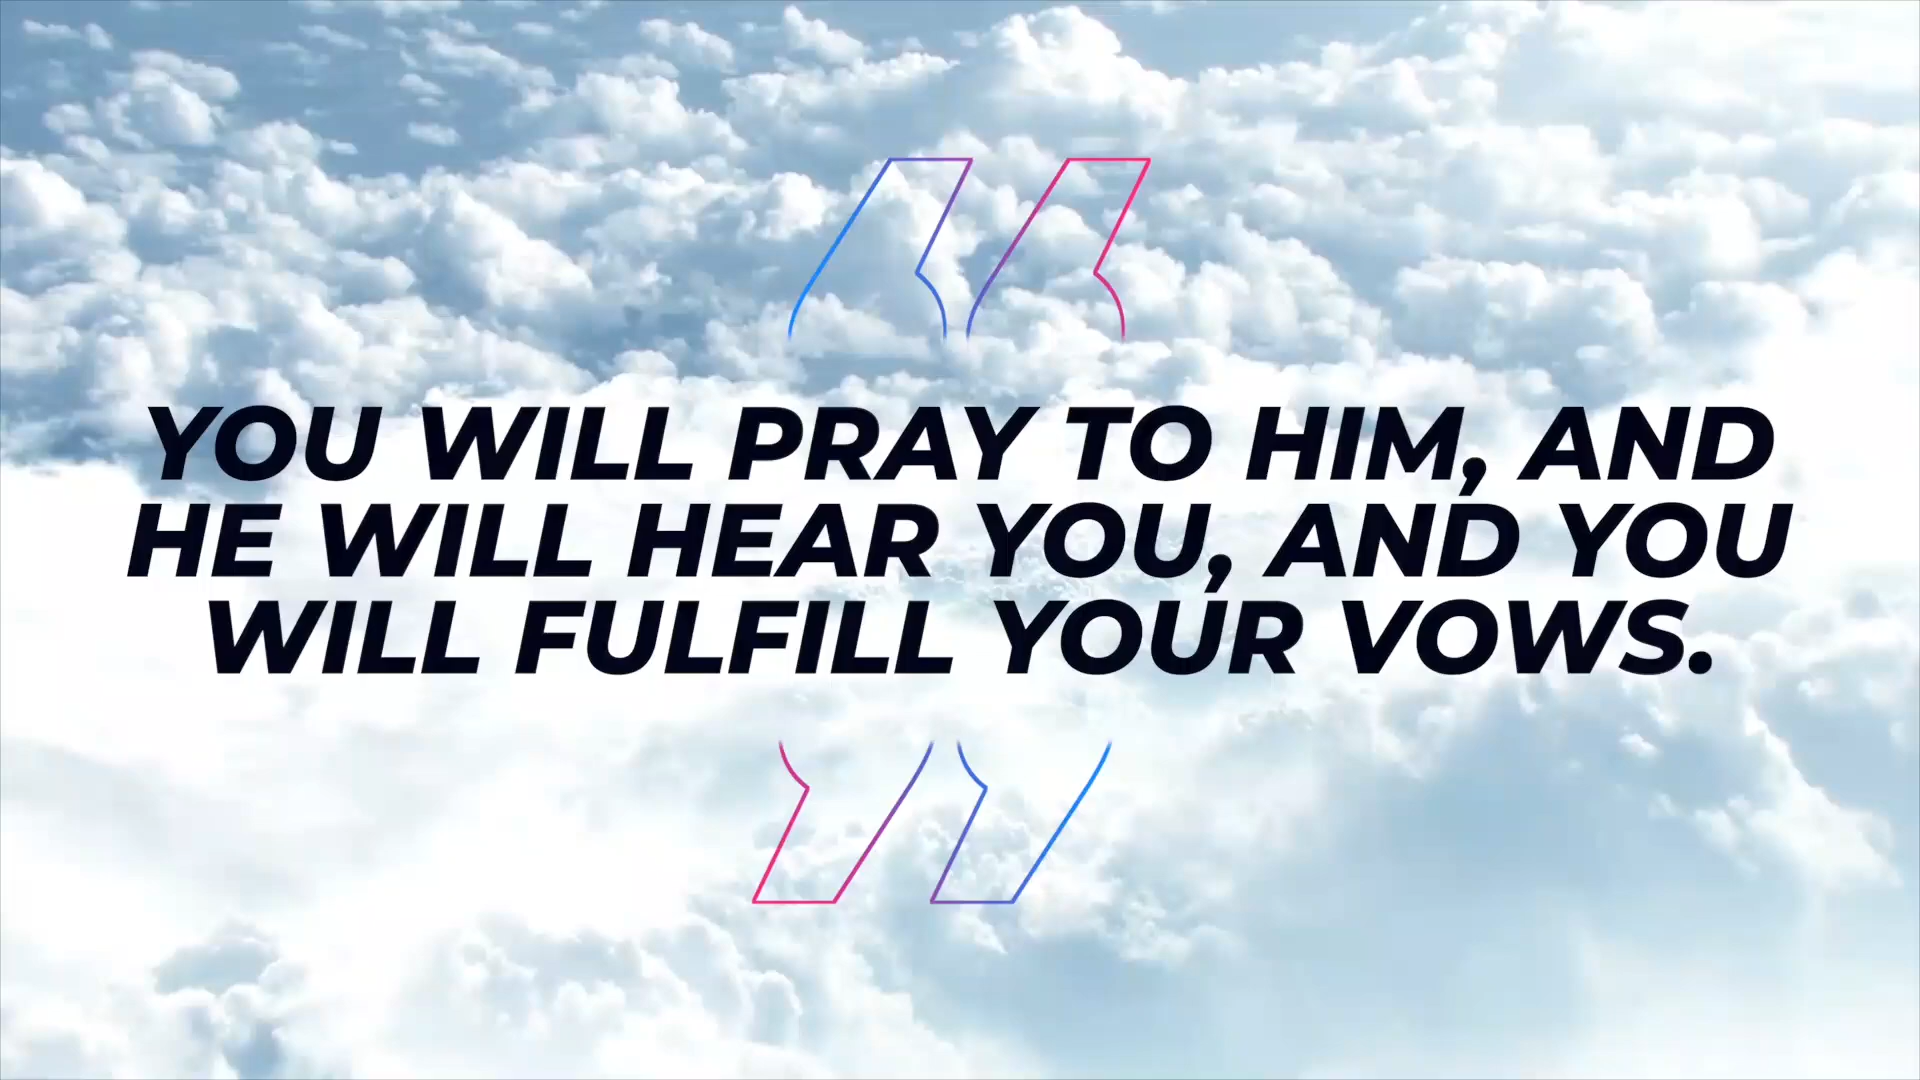 YOU WILL PRAY TO HIM, AND
HE WILL HEAR YOU, AND YOU
WILL FULFILL YOUR VOWS.